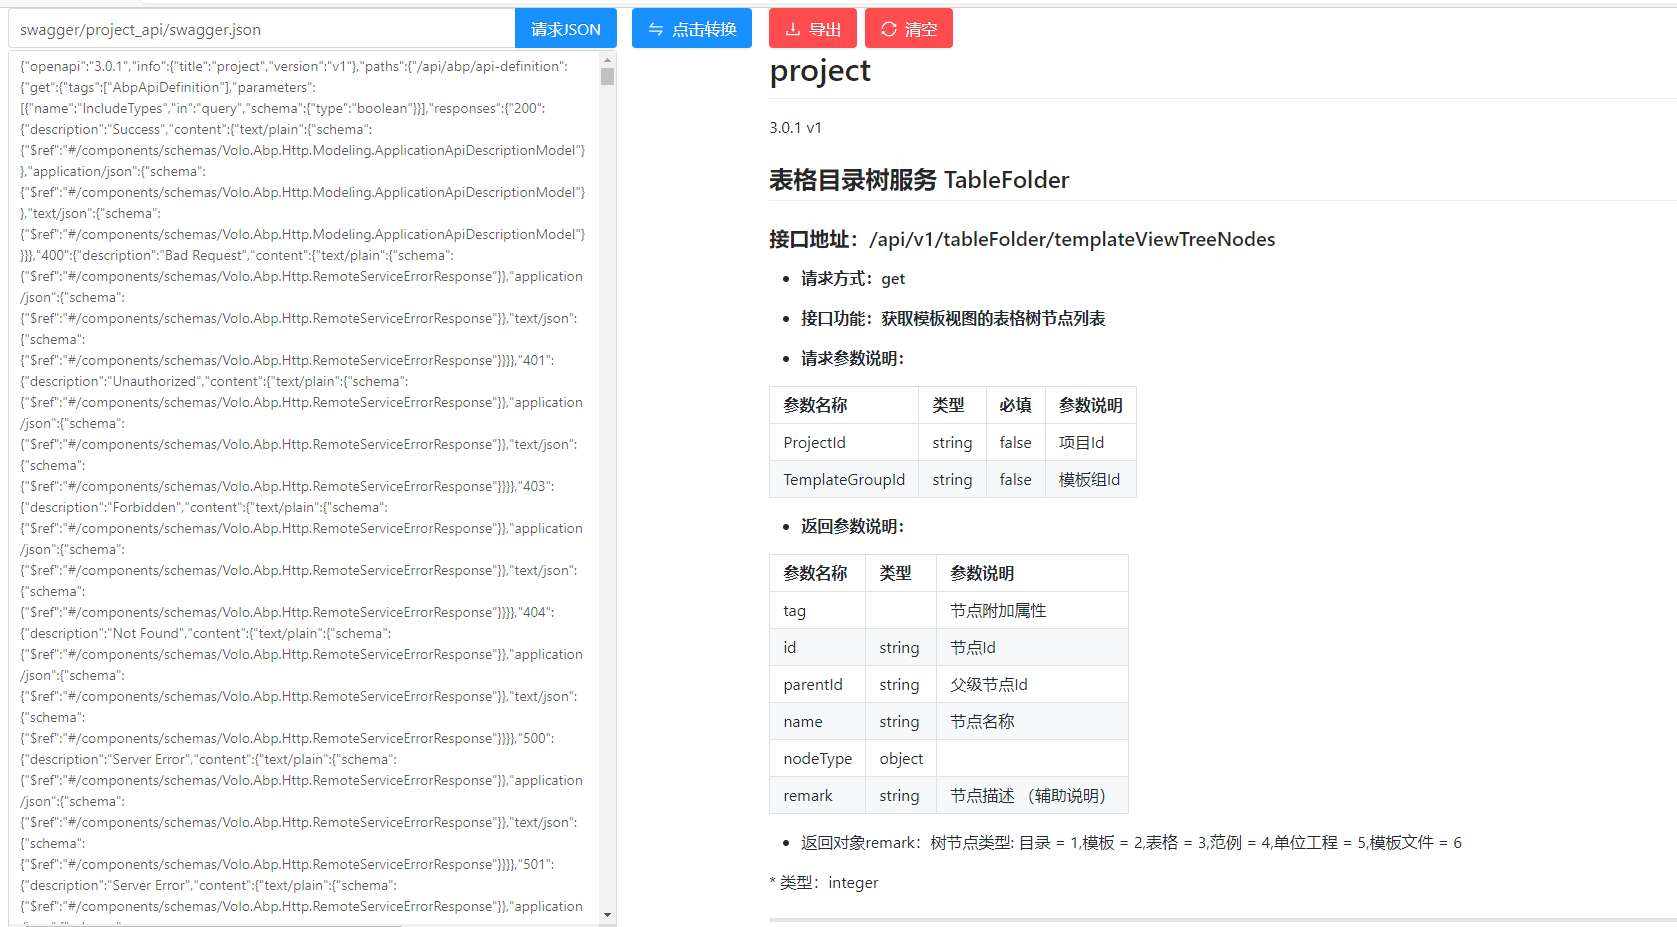 swagger/project_api/swagger.json
请求JSON
点击转换
导出
清空
{"openapi":"3.0.1","info":{"title":"project","version":"v1"},"paths":{"/api/abp/api-definition":
{"get":{"tags":["AbpApiDefinition"],"parameters":
[{"name":"IncludeTypes","in":"query","schema":{"type":"boolean"}}],"responses":{"200":
{"description":"Success","content":{"text/plain":{"schema":
{"$ref":"#/components/schemas/Volo.Abp.Http.Modeling.ApplicationApiDescriptionModel"}
},"application/json":{"schema":
{"$ref":"#/components/schemas/Volo.Abp.Http.Modeling.ApplicationApiDescriptionModel"}
},"text/json":{"schema":
{"$ref":"#/components/schemas/Volo.Abp.Http.Modeling.ApplicationApiDescriptionModel"}
}}},"400":{"description":"Bad Request","content":{"text/plain":{"schema":
{"$ref":"#/components/schemas/Volo.Abp.Http.RemoteServiceErrorResponse"}},"application
/json":{"schema":
{"$ref":"#/components/schemas/Volo.Abp.Http.RemoteServiceErrorResponse"}},"text/json":
{"schema":
{"$ref":"#/components/schemas/Volo.Abp.Http.RemoteServiceErrorResponse"}}}},"401":
{"description":"Unauthorized","content":{"text/plain":{"schema":
{"$ref":"#/components/schemas/Volo.Abp.Http.RemoteServiceErrorResponse"}},"application
/json":{"schema":
{"$ref":"#/components/schemas/Volo.Abp.Http.RemoteServiceErrorResponse"}},"text/json":
{"schema":
{"$ref":"#/components/schemas/Volo.Abp.Http.RemoteServiceErrorResponse"}}}},"403":
{"description":"Forbidden","content":{"text/plain":{"schema":
{"$ref":"#/components/schemas/Volo.Abp.Http.RemoteServiceErrorResponse"}},"application
/json":{"schema":
{"$ref":"#/components/schemas/Volo.Abp.Http.RemoteServiceErrorResponse"}},"text/json":
{"schema":
{"$ref":"#/components/schemas/Volo.Abp.Http.RemoteServiceErrorResponse"}}}},"404":
{"description":"Not Found","content":{"text/plain":{"schema":
{"$ref":"#/components/schemas/Volo.Abp.Http.RemoteServiceErrorResponse"}},"application
/json":{"schema":
{"$ref":"#/components/schemas/Volo.Abp.Http.RemoteServiceErrorResponse"}},"text/json":
{"schema":
{"$ref":"#/components/schemas/Volo.Abp.Http.RemoteServiceErrorResponse"}}}},"500":
{"description":"Server Error","content":{"text/plain":{"schema":
{"$ref":"#/components/schemas/Volo.Abp.Http.RemoteServiceErrorResponse"}},"application
/json":{"schema":
{"$ref":"#/components/schemas/Volo.Abp.Http.RemoteServiceErrorResponse"}},"text/json":
{"schema":
{"$ref":"#/components/schemas/Volo.Abp.Http.RemoteServiceErrorResponse"}}}},"501":
{"description":"Server Error","content":{"text/plain":{"schema":
{"$ref":"#/components/schemas/Volo.Abp.Http.RemoteServiceErrorResponse"}},"application
project
3.0.1 v1
表格目录树服务 TableFolder
接口地址：/api/v1/tableFolder/templateViewTreeNodes
• 请求方式：get
• 接口功能：获取模板视图的表格树节点列表
• 请求参数说明：
参数名称 类型 必填 参数说明
ProjectId string false 项目Id
TemplateGroupId string false 模板组Id
• 返回参数说明：
参数名称 类型 参数说明
tag 节点附加属性
id string 节点Id
parentId string 父级节点Id
name string 节点名称
nodeType object
remark string 节点描述 （辅助说明）
• 返回对象remark：树节点类型: 目录 = 1,模板 = 2,表格 = 3,范例 = 4,单位工程 = 5,模板文件 = 6
* 类型：integer